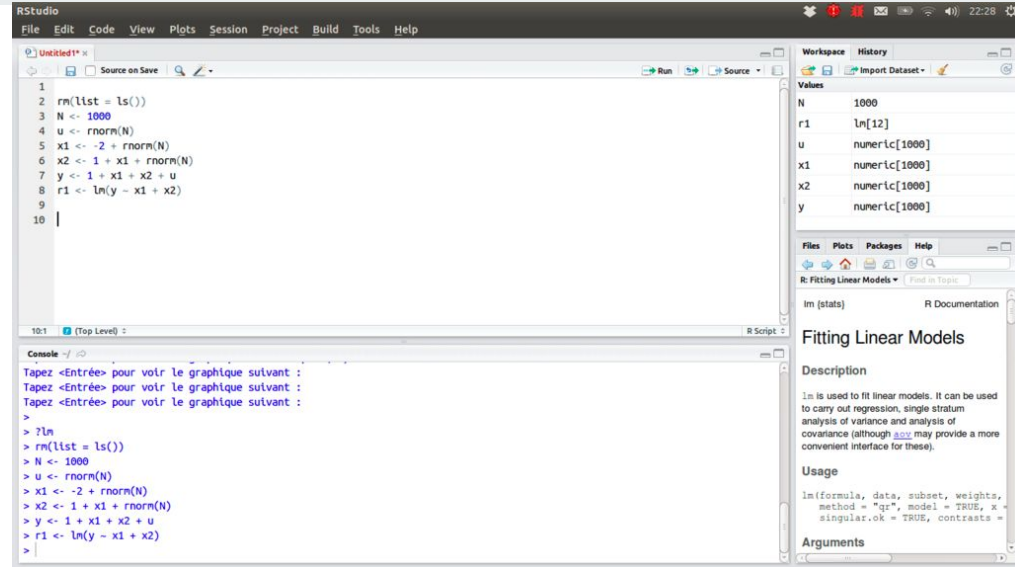 RStudio
22:28
File Edit Code View Plots Session Project Build Tools Help
Untitled1*
Source on Save
Run
Source
1
2 rm(list = ls())
3 N <- 1000
4 u <- rnorm(N)
5 x1 <- -2 + rnorm(N)
6 x2 <- 1 + x1 + rnorm(N)
7 y <- 1 + x1 + x2 + u
8 r1 <- lm(y ~ x1 + x2)
9
10
10:1 (Top Level) R Script
Console ~/
Tapez <Entrée> pour voir le graphique suivant :
Tapez <Entrée> pour voir le graphique suivant :
Tapez <Entrée> pour voir le graphique suivant :
>
> ?lm
> rm(list = ls())
> N <- 1000
> u <- rnorm(N)
> x1 <- -2 + rnorm(N)
> x2 <- 1 + x1 + rnorm(N)
> y <- 1 + x1 + x2 + u
> r1 <- lm(y ~ x1 + x2)
>
Workspace History
Import Dataset
Values
N 1000
r1 lm[12]
u numeric[1000]
x1 numeric[1000]
x2 numeric[1000]
y numeric[1000]
Files Plots Packages Help
R: Fitting Linear Models Find in Topic
lm {stats} R Documentation
Fitting Linear Models
Description
lm is used to fit linear models. It can be used
to carry out regression, single stratum
analysis of variance and analysis of
covariance (although aov may provide a more
convenient interface for these).
Usage
lm(formula, data, subset, weights,
method = "qr", model = TRUE, x =
singular.ok = TRUE, contrasts =
Arguments